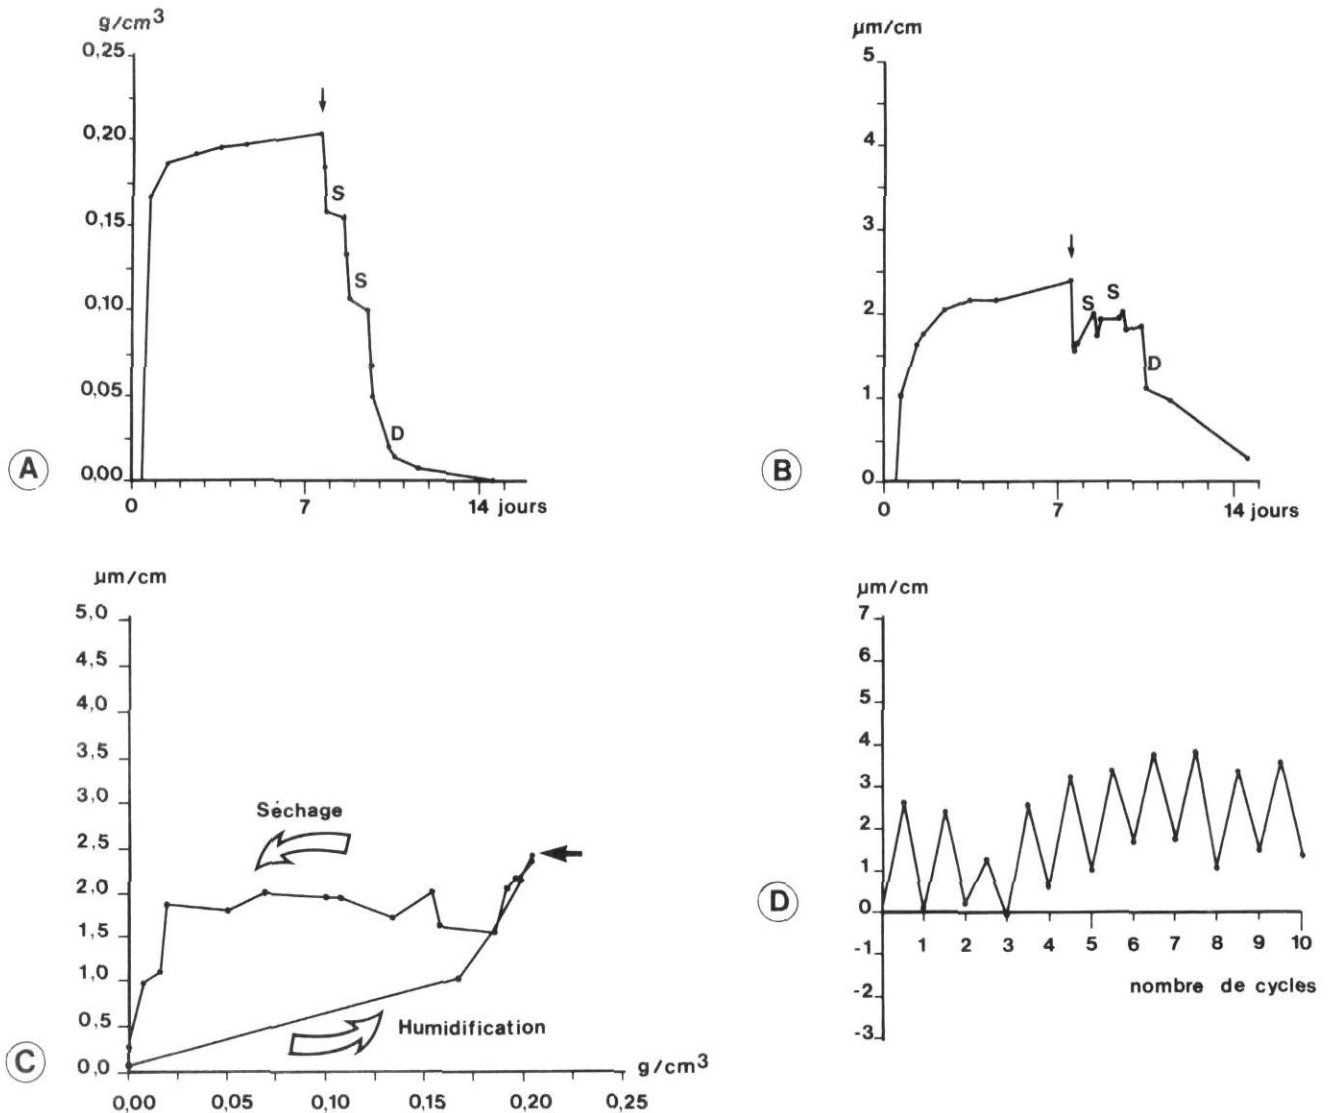 g/cm³
0,25
0,20
0,15
0,10
0,05
0,00
S
S
D
A
0 7 14 jours
µm/cm
5
4
3
2
1
0
S S
D
B
0 7 14 jours
µm/cm
5,0
4,5
4,0
3,5
3,0
2,5
2,0
1,5
1,0
0,5
0,0
Séchage
Humidification
C
g/cm³
0,00 0,05 0,10 0,15 0,20 0,25
µm/cm
7
6
5
4
3
2
1
0
-1
-2
-3
D
1 2 3 4 5 6 7 8 9 10
nombre de cycles